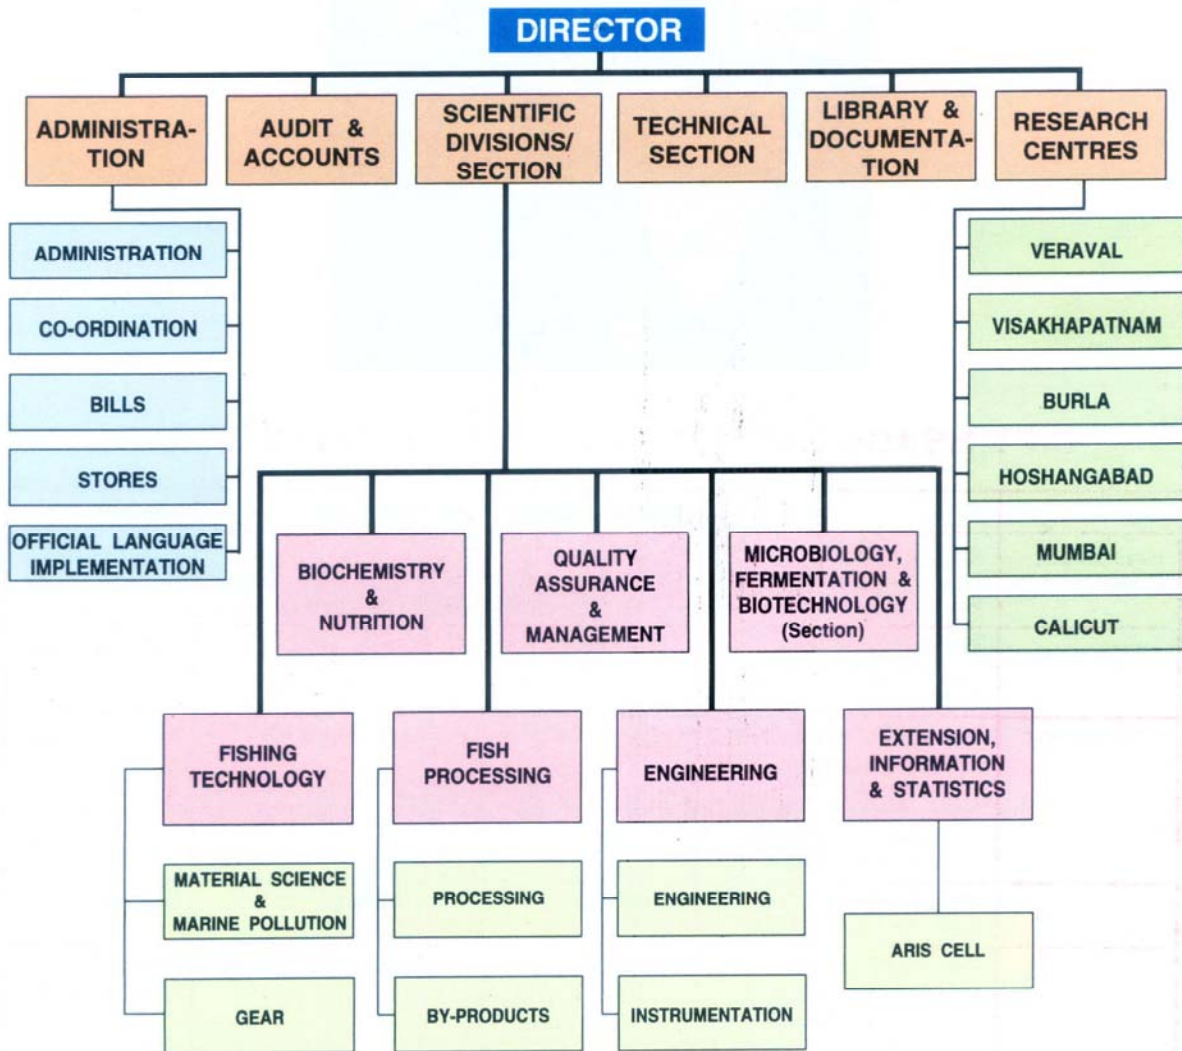 DIRECTOR
ADMINISTRA-
TION
AUDIT &
ACCOUNTS
SCIENTIFIC
DIVISIONS/
SECTION
TECHNICAL
SECTION
LIBRARY &
DOCUMENTA-
TION
RESEARCH
CENTRES
ADMINISTRATION
CO-ORDINATION
BILLS
STORES
OFFICIAL LANGUAGE
IMPLEMENTATION
VERAVAL
VISAKHAPATNAM
BURLA
HOSHANGABAD
MUMBAI
CALICUT
BIOCHEMISTRY
&
NUTRITION
QUALITY
ASSURANCE
&
MANAGEMENT
MICROBIOLOGY,
FERMENTATION &
BIOTECHNOLOGY
(Section)
FISHING
TECHNOLOGY
FISH
PROCESSING
ENGINEERING
EXTENSION,
INFORMATION
& STATISTICS
MATERIAL SCIENCE
&
MARINE POLLUTION
GEAR
PROCESSING
BY-PRODUCTS
ENGINEERING
INSTRUMENTATION
ARIS CELL